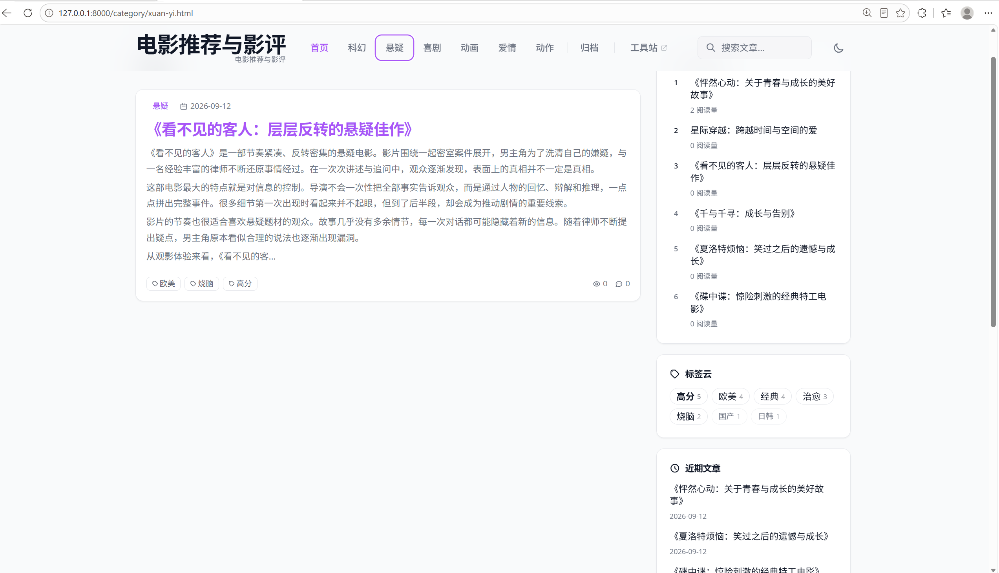 127.0.0.1:8000/category/xuan-yi.html
电影推荐与影评
电影推荐与影评
首页
科幻
悬疑
喜剧
动画
爱情
动作
归档
工具站
搜索文章...
悬疑
2026-09-12
《看不见的客人：层层反转的悬疑佳作》
《看不见的客人》是一部节奏紧凑、反转密集的悬疑电影。影片围绕一起密室案件展开，男主角为了洗清自己的嫌疑，与
一名经验丰富的律师不断还原事情经过。在一次次讲述与追问中，观众逐渐发现，表面上的真相并不一定是真相。
这部电影最大的特点就是对信息的控制。导演不会一次性把全部事实告诉观众，而是通过人物的回忆、辩解和推理，一点
点拼出完整事件。很多细节第一次出现时看起来并不起眼，但到了后半段，却会成为推动剧情的重要线索。
影片的节奏也很适合喜欢悬疑题材的观众。故事几乎没有多余情节，每一次对话都可能隐藏着新的信息。随着律师不断提
出疑点，男主角原本看似合理的说法也逐渐出现漏洞。
从观影体验来看，《看不见的客...
欧美
烧脑
高分
0
0
1
《怦然心动：关于青春与成长的美好
故事》
2 阅读量
2
星际穿越：跨越时间与空间的爱
0 阅读量
3
《看不见的客人：层层反转的悬疑佳
作》
0 阅读量
4
《千与千寻：成长与告别》
0 阅读量
5
《夏洛特烦恼：笑过之后的遗憾与成
长》
0 阅读量
6
《碟中谍：惊险刺激的经典特工电
影》
0 阅读量
标签云
高分 5
欧美 4
经典 4
治愈 3
烧脑 2
国产 1
日韩 1
近期文章
《怦然心动：关于青春与成长的美好故
事》
2026-09-12
《夏洛特烦恼：笑过之后的遗憾与成长》
2026-09-12
《碟中谍：惊险刺激的经典特工电影》